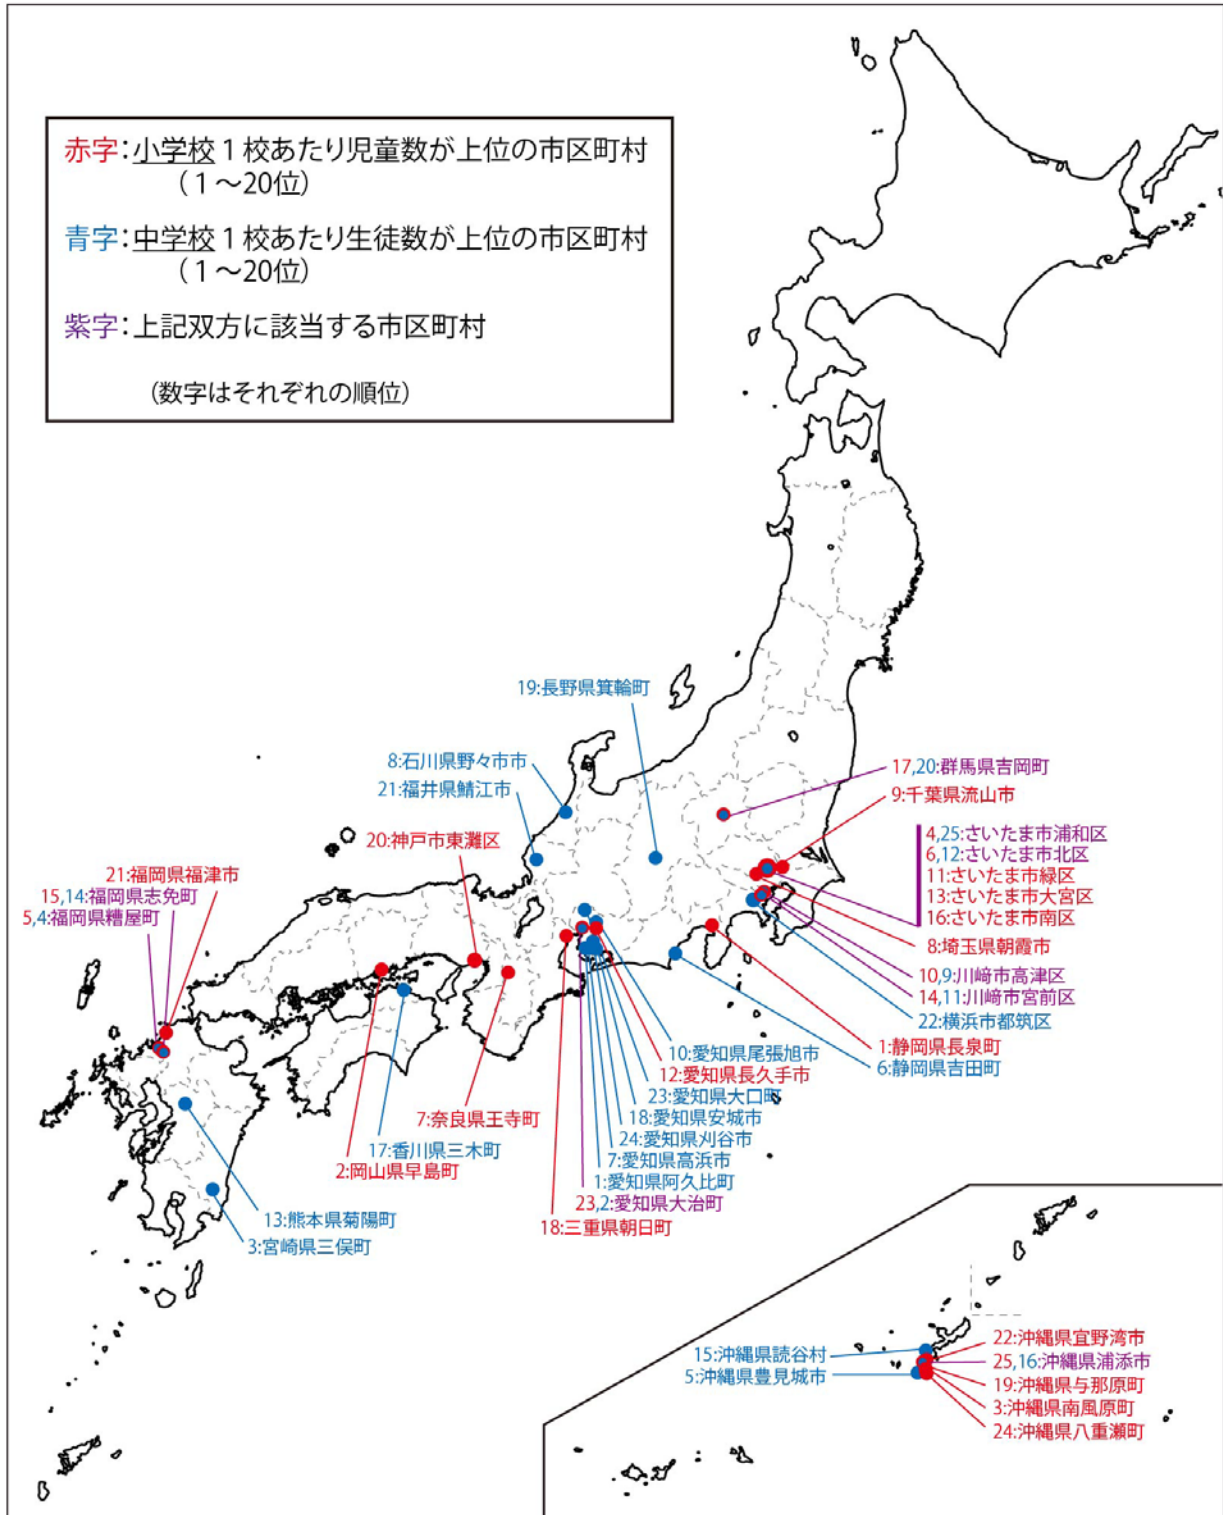 赤字：小学校１校あたり児童数が上位の市区町村
（１～20位）
青字：中学校１校あたり生徒数が上位の市区町村
（１～20位）
紫字：上記双方に該当する市区町村
（数字はそれぞれの順位）
19:長野県箕輪町
8:石川県野々市市
21:福井県鯖江市
20:神戸市東灘区
21:福岡県福津市
15,14:福岡県志免町
5,4:福岡県糟屋町
17,20:群馬県吉岡町
9:千葉県流山市
4,25:さいたま市浦和区
6,12:さいたま市北区
11:さいたま市緑区
13:さいたま市大宮区
16:さいたま市南区
8:埼玉県朝霞市
10,9:川﨑市高津区
14,11:川﨑市宮前区
22:横浜市都筑区
1:静岡県長泉町
6:静岡県吉田町
10:愛知県尾張旭市
12:愛知県長久手市
23:愛知県大口町
18:愛知県安城市
24:愛知県刈谷市
7:愛知県高浜市
1:愛知県阿久比町
23,2:愛知県大治町
18:三重県朝日町
7:奈良県王寺町
17:香川県三木町
2:岡山県早島町
13:熊本県菊陽町
3:宮崎県三俣町
15:沖縄県読谷村
5:沖縄県豊見城市
22:沖縄県宜野湾市
25,16:沖縄県浦添市
19:沖縄県与那原町
3:沖縄県南風原町
24:沖縄県八重瀬町